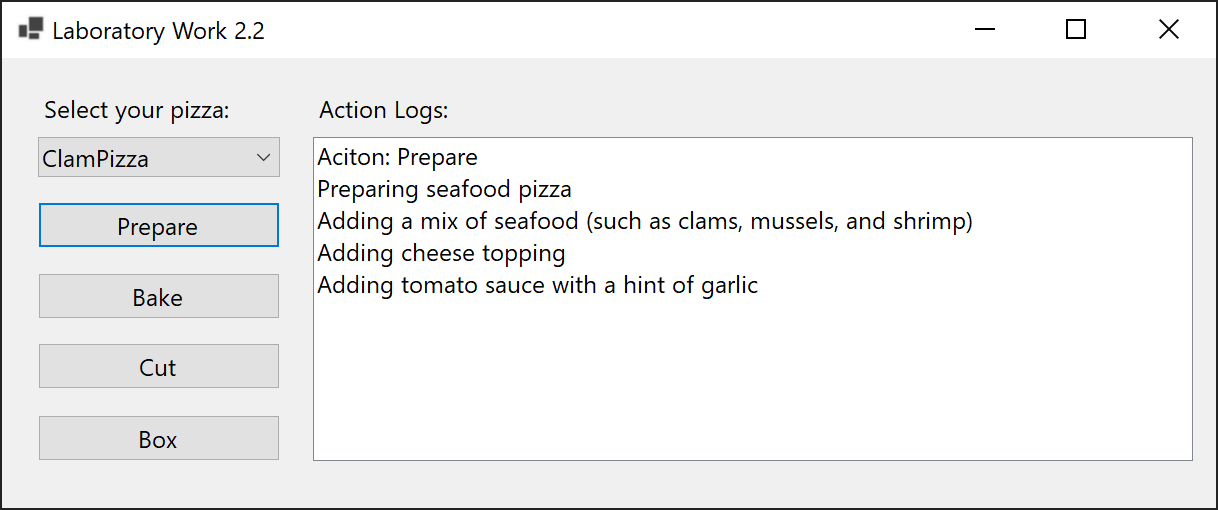 Laboratory Work 2.2
Select your pizza:
ClamPizza
Prepare
Bake
Cut
Box
Action Logs:
Aciton: Prepare
Preparing seafood pizza
Adding a mix of seafood (such as clams, mussels, and shrimp)
Adding cheese topping
Adding tomato sauce with a hint of garlic